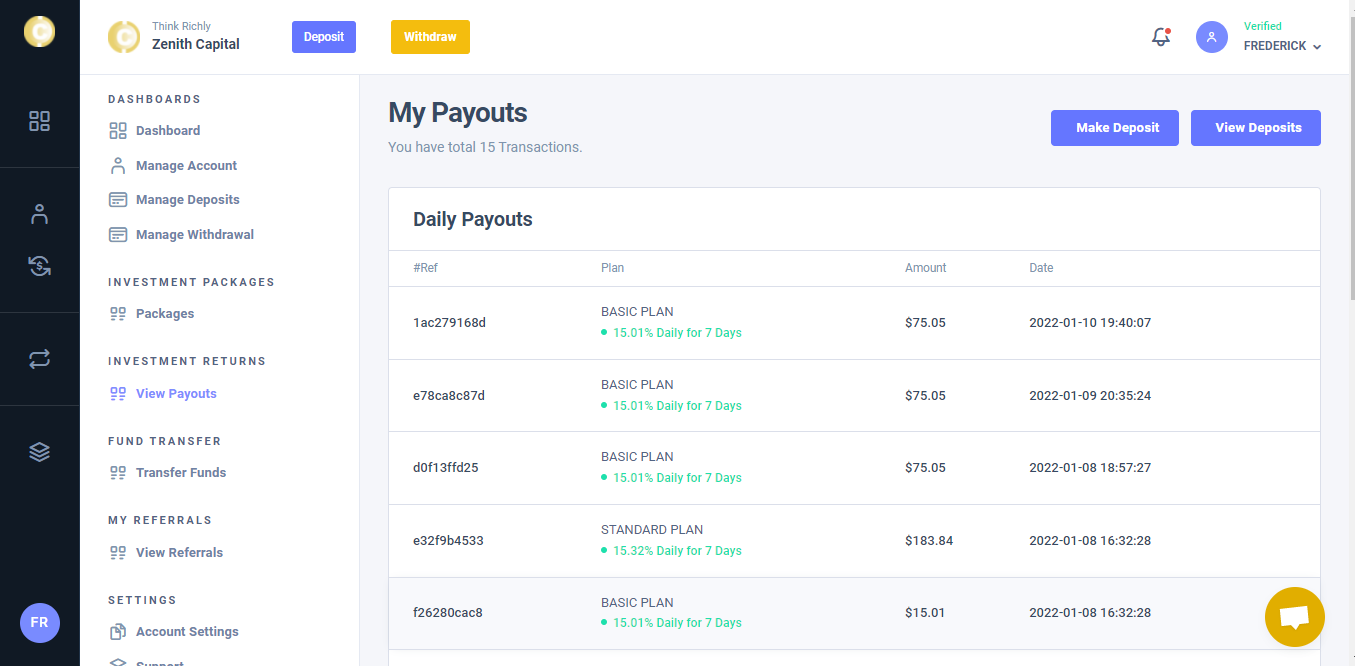 Think Richly
Zenith Capital
Deposit
Withdraw
Verified
FREDERICK
DASHBOARDS
Dashboard
Manage Account
Manage Deposits
Manage Withdrawal
INVESTMENT PACKAGES
Packages
INVESTMENT RETURNS
View Payouts
FUND TRANSFER
Transfer Funds
MY REFERRALS
View Referrals
SETTINGS
Account Settings
Support
FR
My Payouts
You have total 15 Transactions.
Make Deposit
View Deposits
Daily Payouts
#Ref Plan Amount Date
BASIC PLAN
1ac279168d $75.05 2022-01-10 19:40:07
15.01% Daily for 7 Days
BASIC PLAN
e78ca8c87d $75.05 2022-01-09 20:35:24
15.01% Daily for 7 Days
BASIC PLAN
d0f13ffd25 $75.05 2022-01-08 18:57:27
15.01% Daily for 7 Days
STANDARD PLAN
e32f9b4533 $183.84 2022-01-08 16:32:28
15.32% Daily for 7 Days
BASIC PLAN
f26280cac8 $15.01 2022-01-08 16:32:28
15.01% Daily for 7 Days